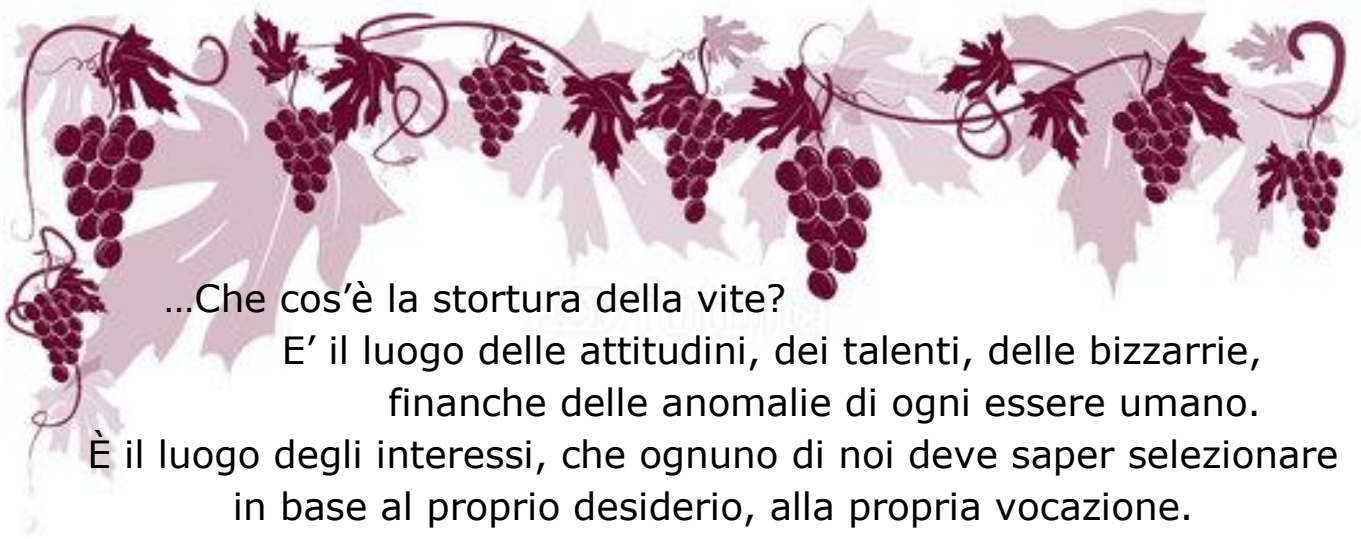 …Che cos’è la stortura della vite?
E’ il luogo delle attitudini, dei talenti, delle bizzarrie,
finanche delle anomalie di ogni essere umano.
È il luogo degli interessi, che ognuno di noi deve saper selezionare
in base al proprio desiderio, alla propria vocazione.